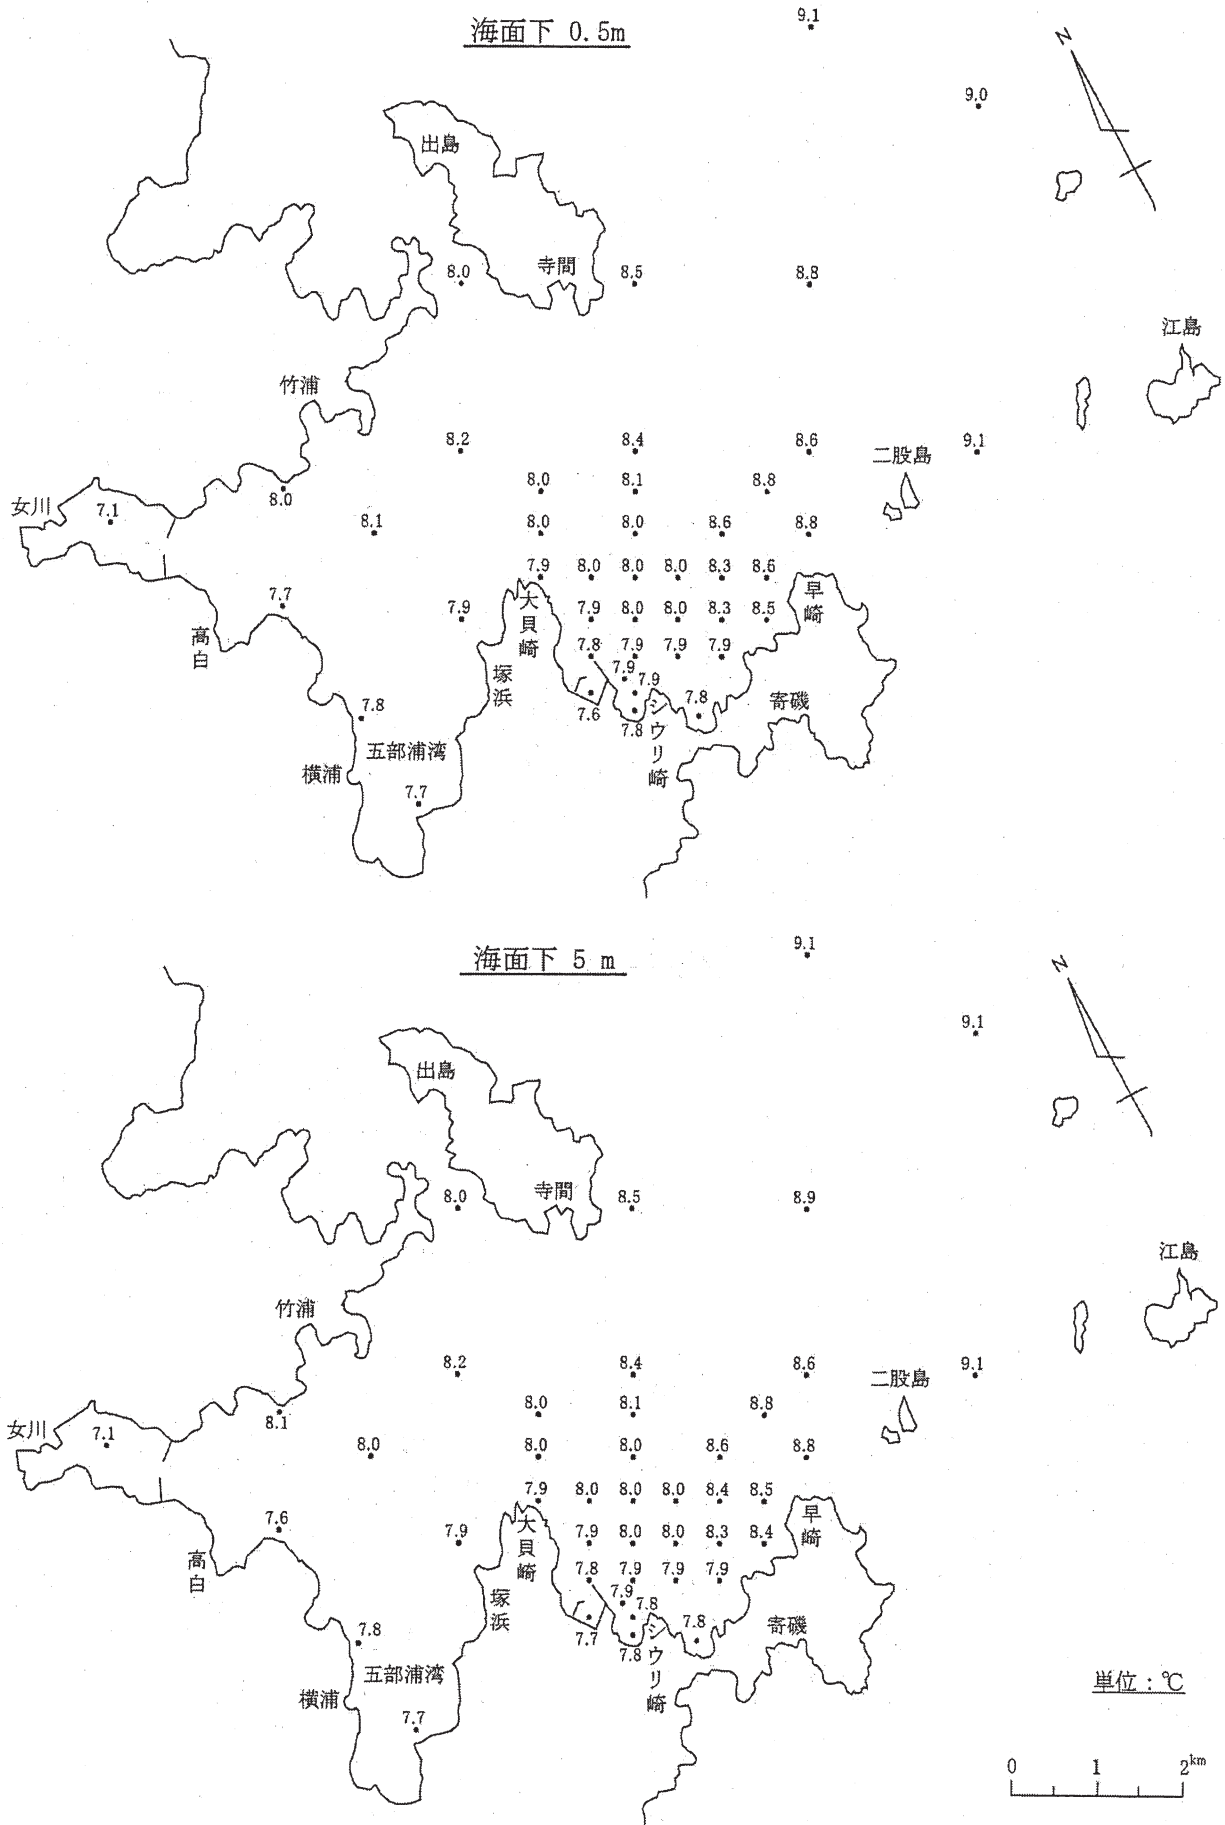 海面下 0.5m
9.1
N
9.0
出島
8.0
寺間
8.5
8.8
江島
竹浦
8.2
8.4
8.6
二股島
9.1
女川
7.1
8.0
8.0
8.1
8.8
8.1
8.0
8.0
8.6
8.8
7.9
8.0
8.0
8.0
8.3
8.6
7.7
7.9
大貝崎
7.9
8.0
8.0
8.3
8.5
早崎
高白
塚浜
7.8
7.9
7.9
7.9
7.9
7.9
7.8
7.6
7.8
シウリ崎
7.8
寄磯
五部浦湾
横浦
7.7
海面下 5 m
9.1
N
9.1
出島
8.0
寺間
8.5
8.9
江島
竹浦
8.2
8.4
8.6
二股島
9.1
女川
7.1
8.1
8.0
8.1
8.8
8.0
8.0
8.0
8.6
8.8
7.9
8.0
8.0
8.0
8.4
8.5
7.6
7.9
大貝崎
7.9
8.0
8.0
8.3
8.4
早崎
高白
塚浜
7.8
7.9
7.9
7.9
7.9
7.8
7.8
7.7
7.8
シウリ崎
7.8
寄磯
五部浦湾
横浦
7.7
単位：℃
0 1 2km